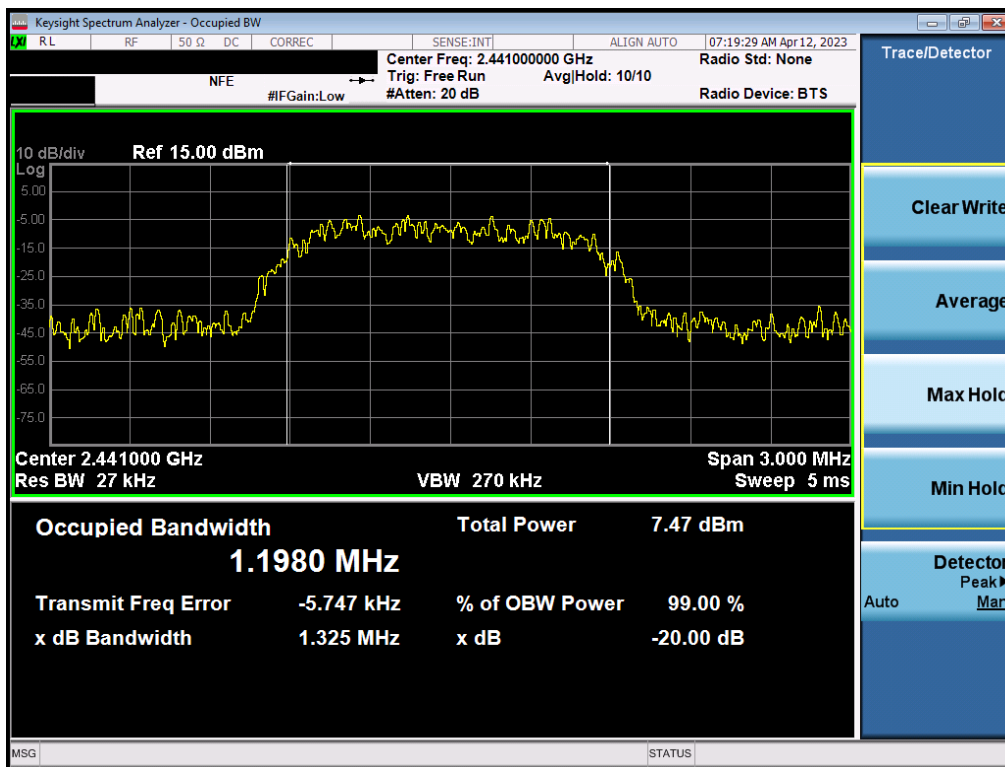 Keysight Spectrum Analyzer - Occupied BW
LXI RL RF 50 Ω DC CORREC SENSE:INT ALIGN AUTO 07:19:29 AM Apr 12, 2023
Center Freq: 2.441000000 GHz Radio Std: None
NFE Trig: Free Run Avg|Hold: 10/10
#IFGain:Low #Atten: 20 dB Radio Device: BTS
10 dB/div Ref 15.00 dBm
Log
5.00
-5.00
-15.0
-25.0
-35.0
-45.0
-55.0
-65.0
-75.0
Center 2.441000 GHz Span 3.000 MHz
Res BW 27 kHz VBW 270 kHz Sweep 5 ms
Occupied Bandwidth Total Power 7.47 dBm
1.1980 MHz
Transmit Freq Error -5.747 kHz % of OBW Power 99.00 %
x dB Bandwidth 1.325 MHz x dB -20.00 dB
MSG STATUS
Trace/Detector
Clear Write
Average
Max Hold
Min Hold
Detector
Peak
Auto Man